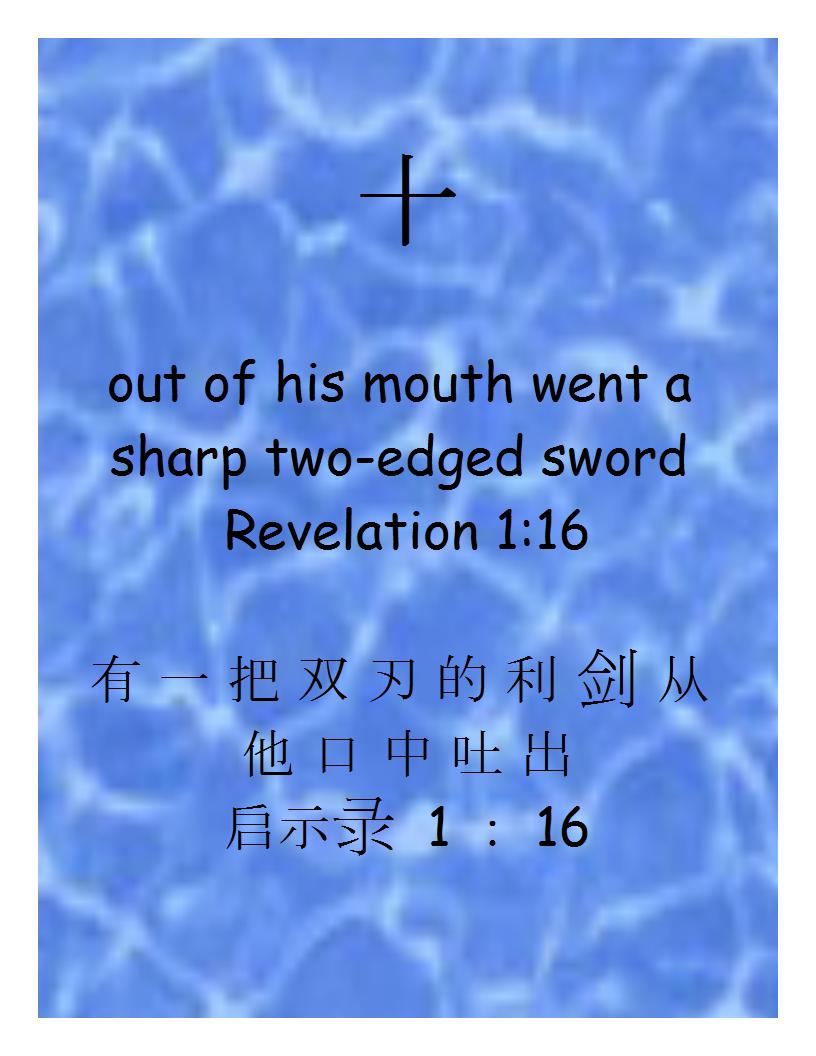 十
out of his mouth went a
sharp two-edged sword
Revelation 1:16
有一把双刃的利剑从
他口中吐出
启示录 1 : 16